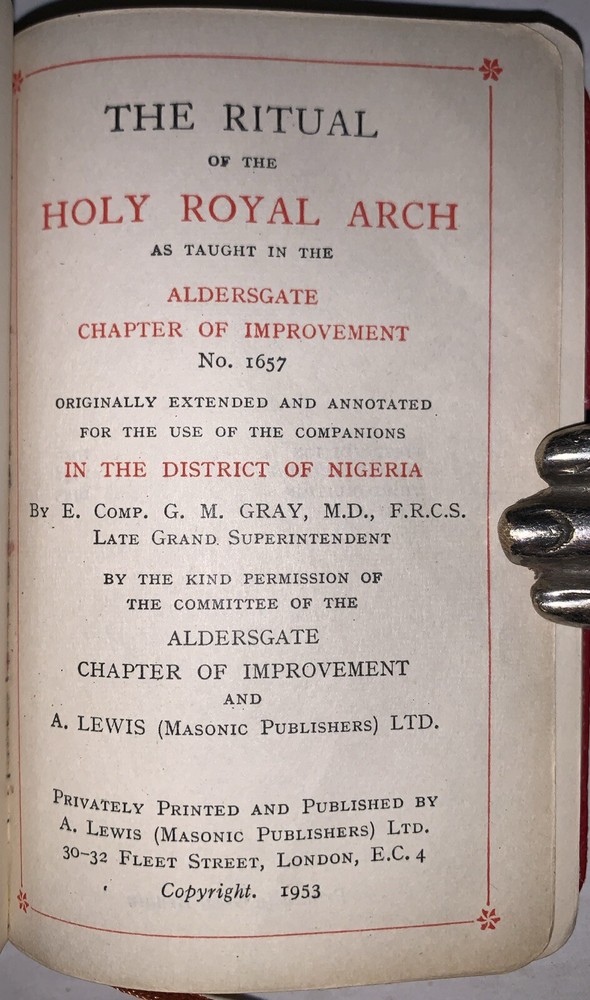 THE RITUAL
OF THE
HOLY ROYAL ARCH
AS TAUGHT IN THE
ALDERSGATE
CHAPTER OF IMPROVEMENT
No. 1657
ORIGINALLY EXTENDED AND ANNOTATED
FOR THE USE OF THE COMPANIONS
IN THE DISTRICT OF NIGERIA
By E. Comp. G. M. GRAY, M.D., F.R.C.S.
Late Grand Superintendent
BY THE KIND PERMISSION OF
THE COMMITTEE OF THE
ALDERSGATE
CHAPTER OF IMPROVEMENT
AND
A. LEWIS (Masonic Publishers) LTD.
Privately Printed and Published by
A. Lewis (Masonic Publishers) Ltd.
30-32 Fleet Street, London, E.C. 4
Copyright. 1953